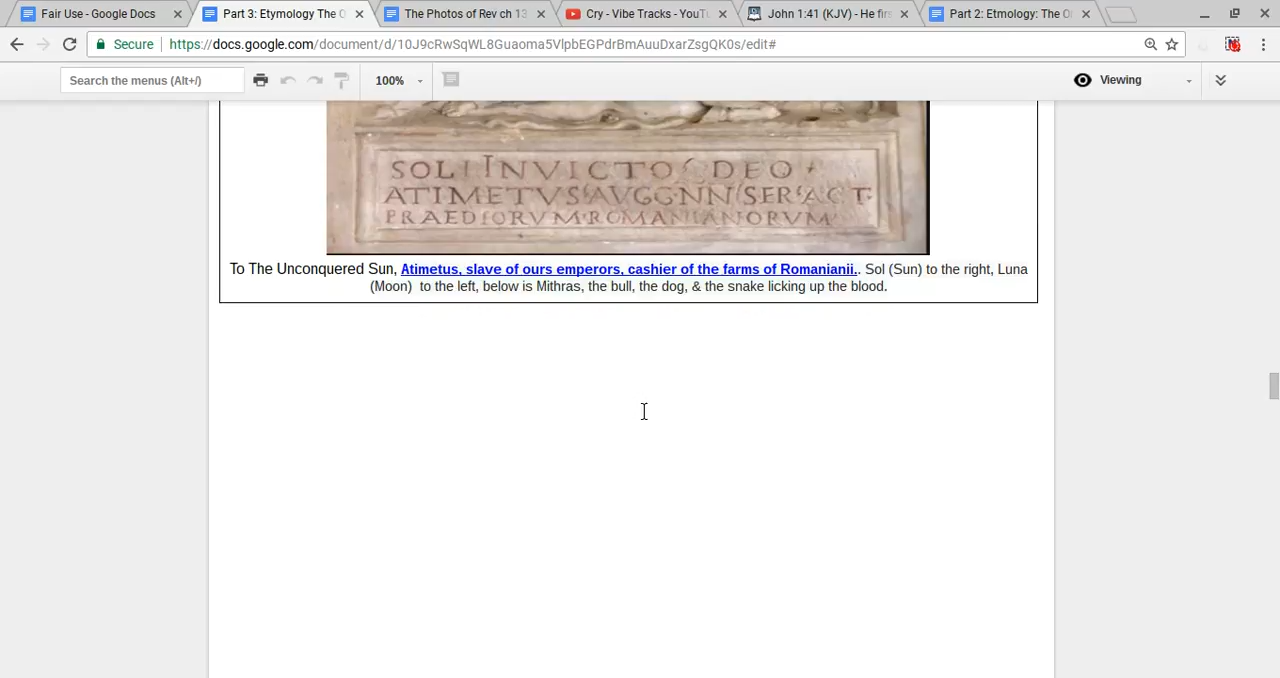 Fair Use - Google Docs
Part 3: Etymology The O
The Photos of Rev ch 13
Cry - Vibe Tracks - YouTu
John 1:41 (KJV) - He firs
Part 2: Etmology: The Or
Secure
https://docs.google.com/document/d/10J9cRwSqWL8Guaoma5VlpbEGPdrBmAuuDxarZsgQK0s/edit#
Search the menus (Alt+/)
100%
Viewing
SOLI INVICTO DEO
ATIMETVS AVGG·NN SER ACT·
PRAEDIORVM·ROMANIANORVM
To The Unconquered Sun, Atimetus, slave of ours emperors, cashier of the farms of Romanianii.. Sol (Sun) to the right, Luna
(Moon) to the left, below is Mithras, the bull, the dog, & the snake licking up the blood.